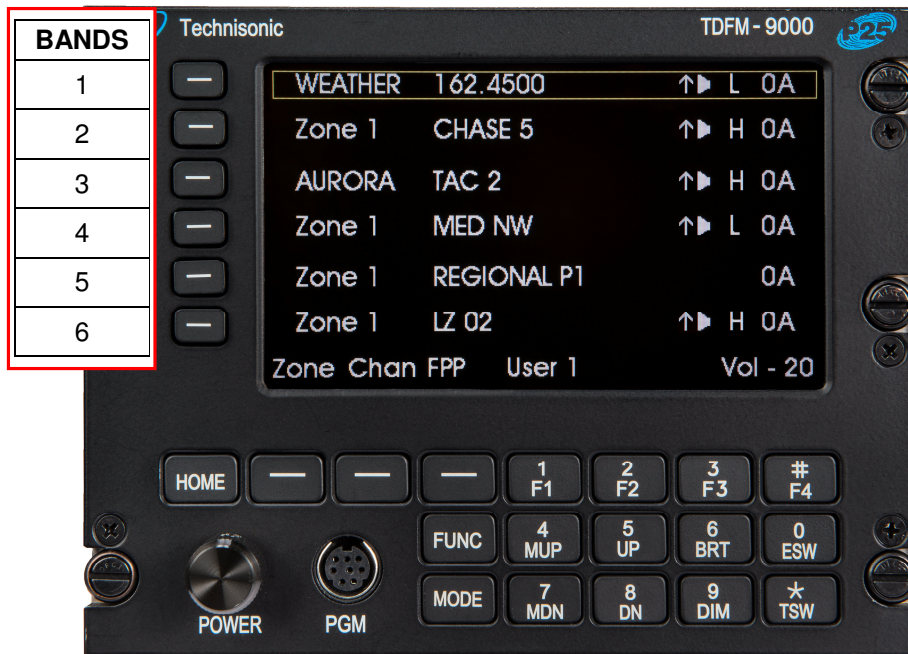 BANDS
1
2
3
4
5
6
Technisonic TDFM - 9000 P25
WEATHER 162.4500 ↑ L 0A
Zone 1 CHASE 5 ↑ H 0A
AURORA TAC 2 ↑ H 0A
Zone 1 MED NW ↑ L 0A
Zone 1 REGIONAL P1 0A
Zone 1 LZ 02 ↑ H 0A
Zone Chan FPP User 1 Vol - 20
HOME — — — 1 2 3 #
F1 F2 F3 F4
FUNC 4 5 6 0
MUP UP BRT ESW
MODE 7 8 9 *
MDN DN DIM TSW
POWER PGM